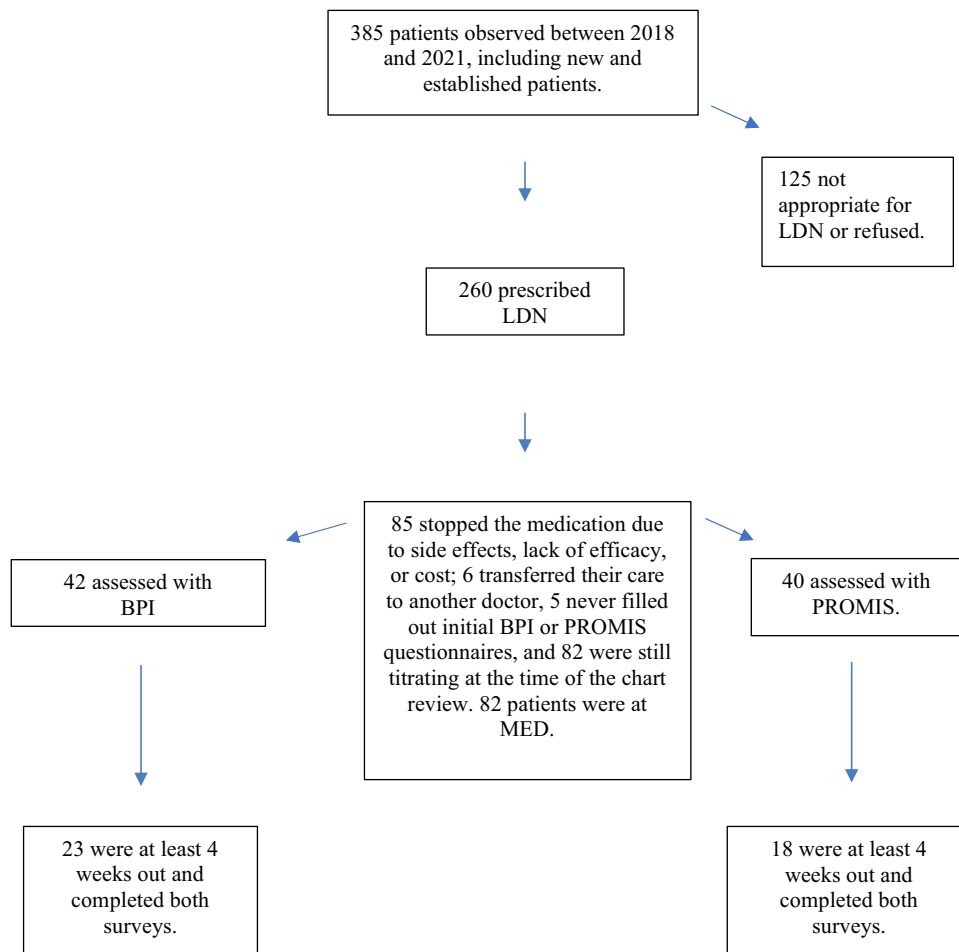 385 patients observed between 2018
and 2021, including new and
established patients.
125 not
appropriate for
LDN or refused.
260 prescribed
LDN
85 stopped the medication due
to side effects, lack of efficacy,
or cost; 6 transferred their care
to another doctor, 5 never filled
out initial BPI or PROMIS
questionnaires, and 82 were still
titrating at the time of the chart
review. 82 patients were at
MED.
42 assessed with
BPI
40 assessed with
PROMIS.
23 were at least 4
weeks out and
completed both
surveys.
18 were at least 4
weeks out and
completed both
surveys.